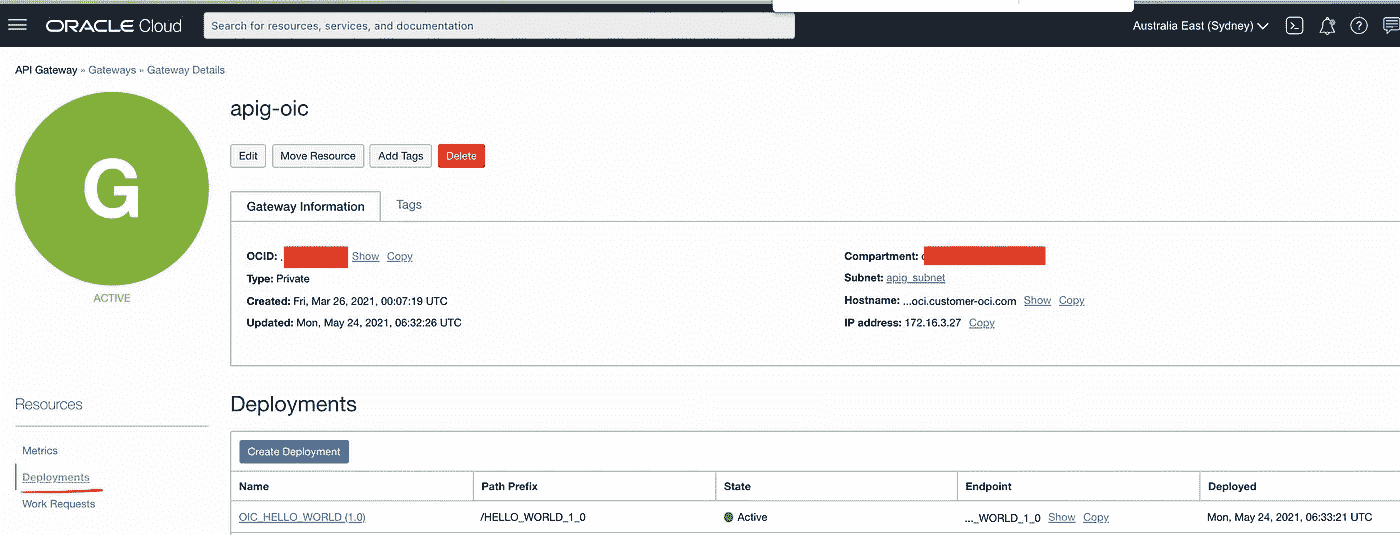 ORACLE Cloud Search for resources, services, and documentation Australia East (Sydney)
API Gateway » Gateways » Gateway Details
G
ACTIVE
apig-oic
Edit Move Resource Add Tags Delete
Gateway Information Tags
OCID: Show Copy
Type: Private
Created: Fri, Mar 26, 2021, 00:07:19 UTC
Updated: Mon, May 24, 2021, 06:32:26 UTC
Compartment:
Subnet: apig_subnet
Hostname: ...oci.customer-oci.com Show Copy
IP address: 172.16.3.27 Copy
Resources
Metrics
Deployments
Work Requests
Deployments
Create Deployment
Name Path Prefix State Endpoint Deployed
OIC_HELLO_WORLD (1.0) /HELLO_WORLD_1_0 Active ..._WORLD_1_0 Show Copy Mon, May 24, 2021, 06:33:21 UTC